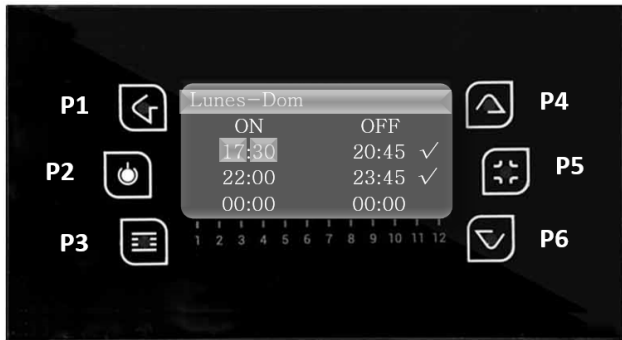 Lunes-Dom
ON OFF
P1 P4
17:30 20:45 ✓
P2 22:00 23:45 ✓ P5
00:00 00:00
P3 1 2 3 4 5 6 7 8 9 10 11 12 P6